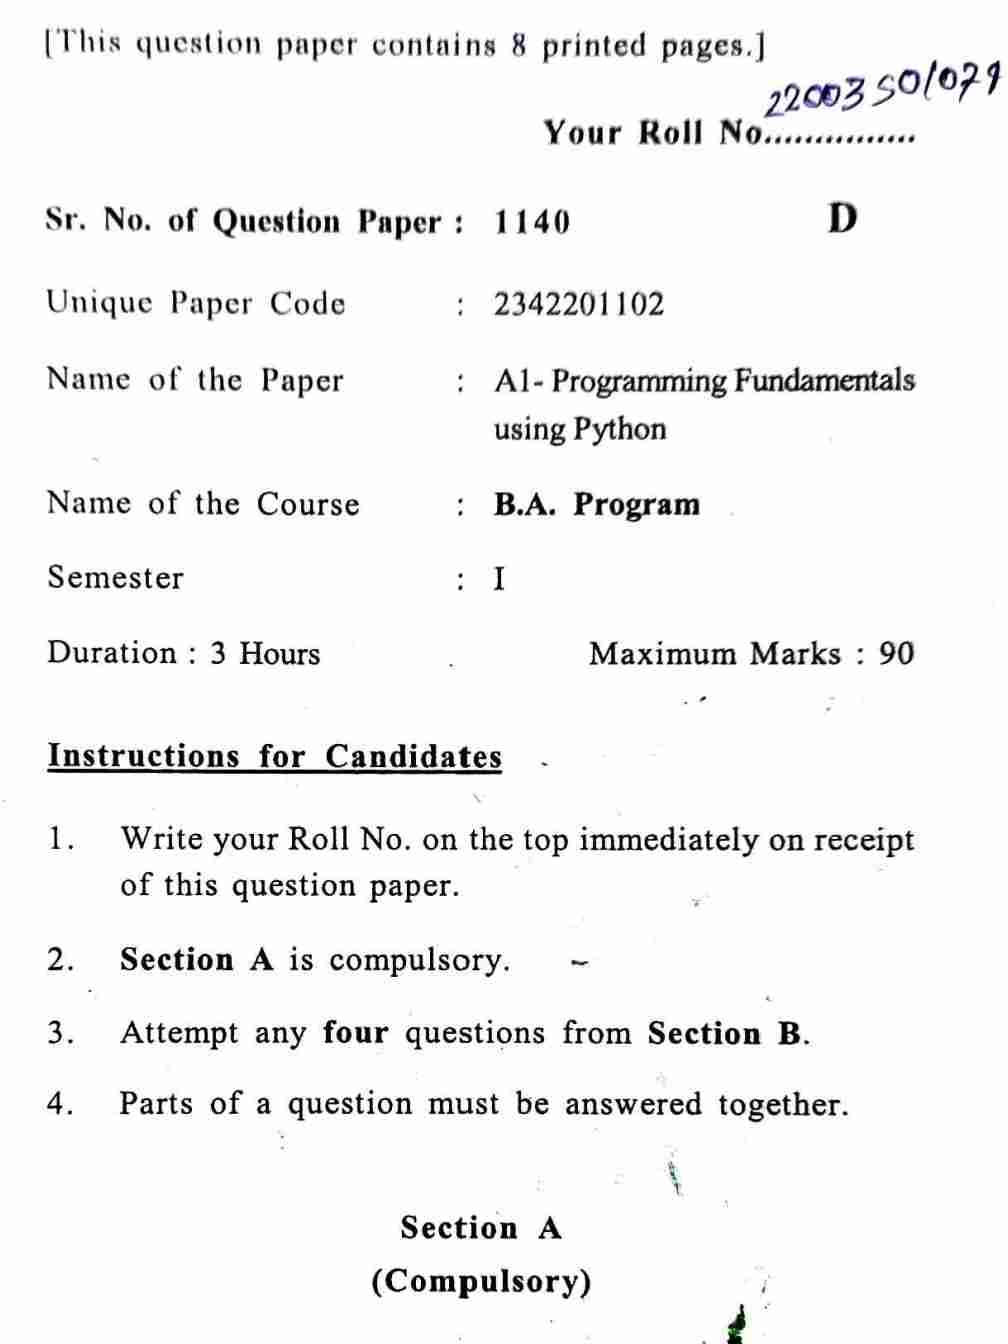 [This question paper contains 8 printed pages.]
22003501079
Your Roll No...............
Sr. No. of Question Paper : 1140 D
Unique Paper Code : 2342201102
Name of the Paper : A1- Programming Fundamentals
using Python
Name of the Course : B.A. Program
Semester : I
Duration : 3 Hours Maximum Marks : 90
Instructions for Candidates
1. Write your Roll No. on the top immediately on receipt
of this question paper.
2. Section A is compulsory.
3. Attempt any four questions from Section B.
4. Parts of a question must be answered together.
Section A
(Compulsory)